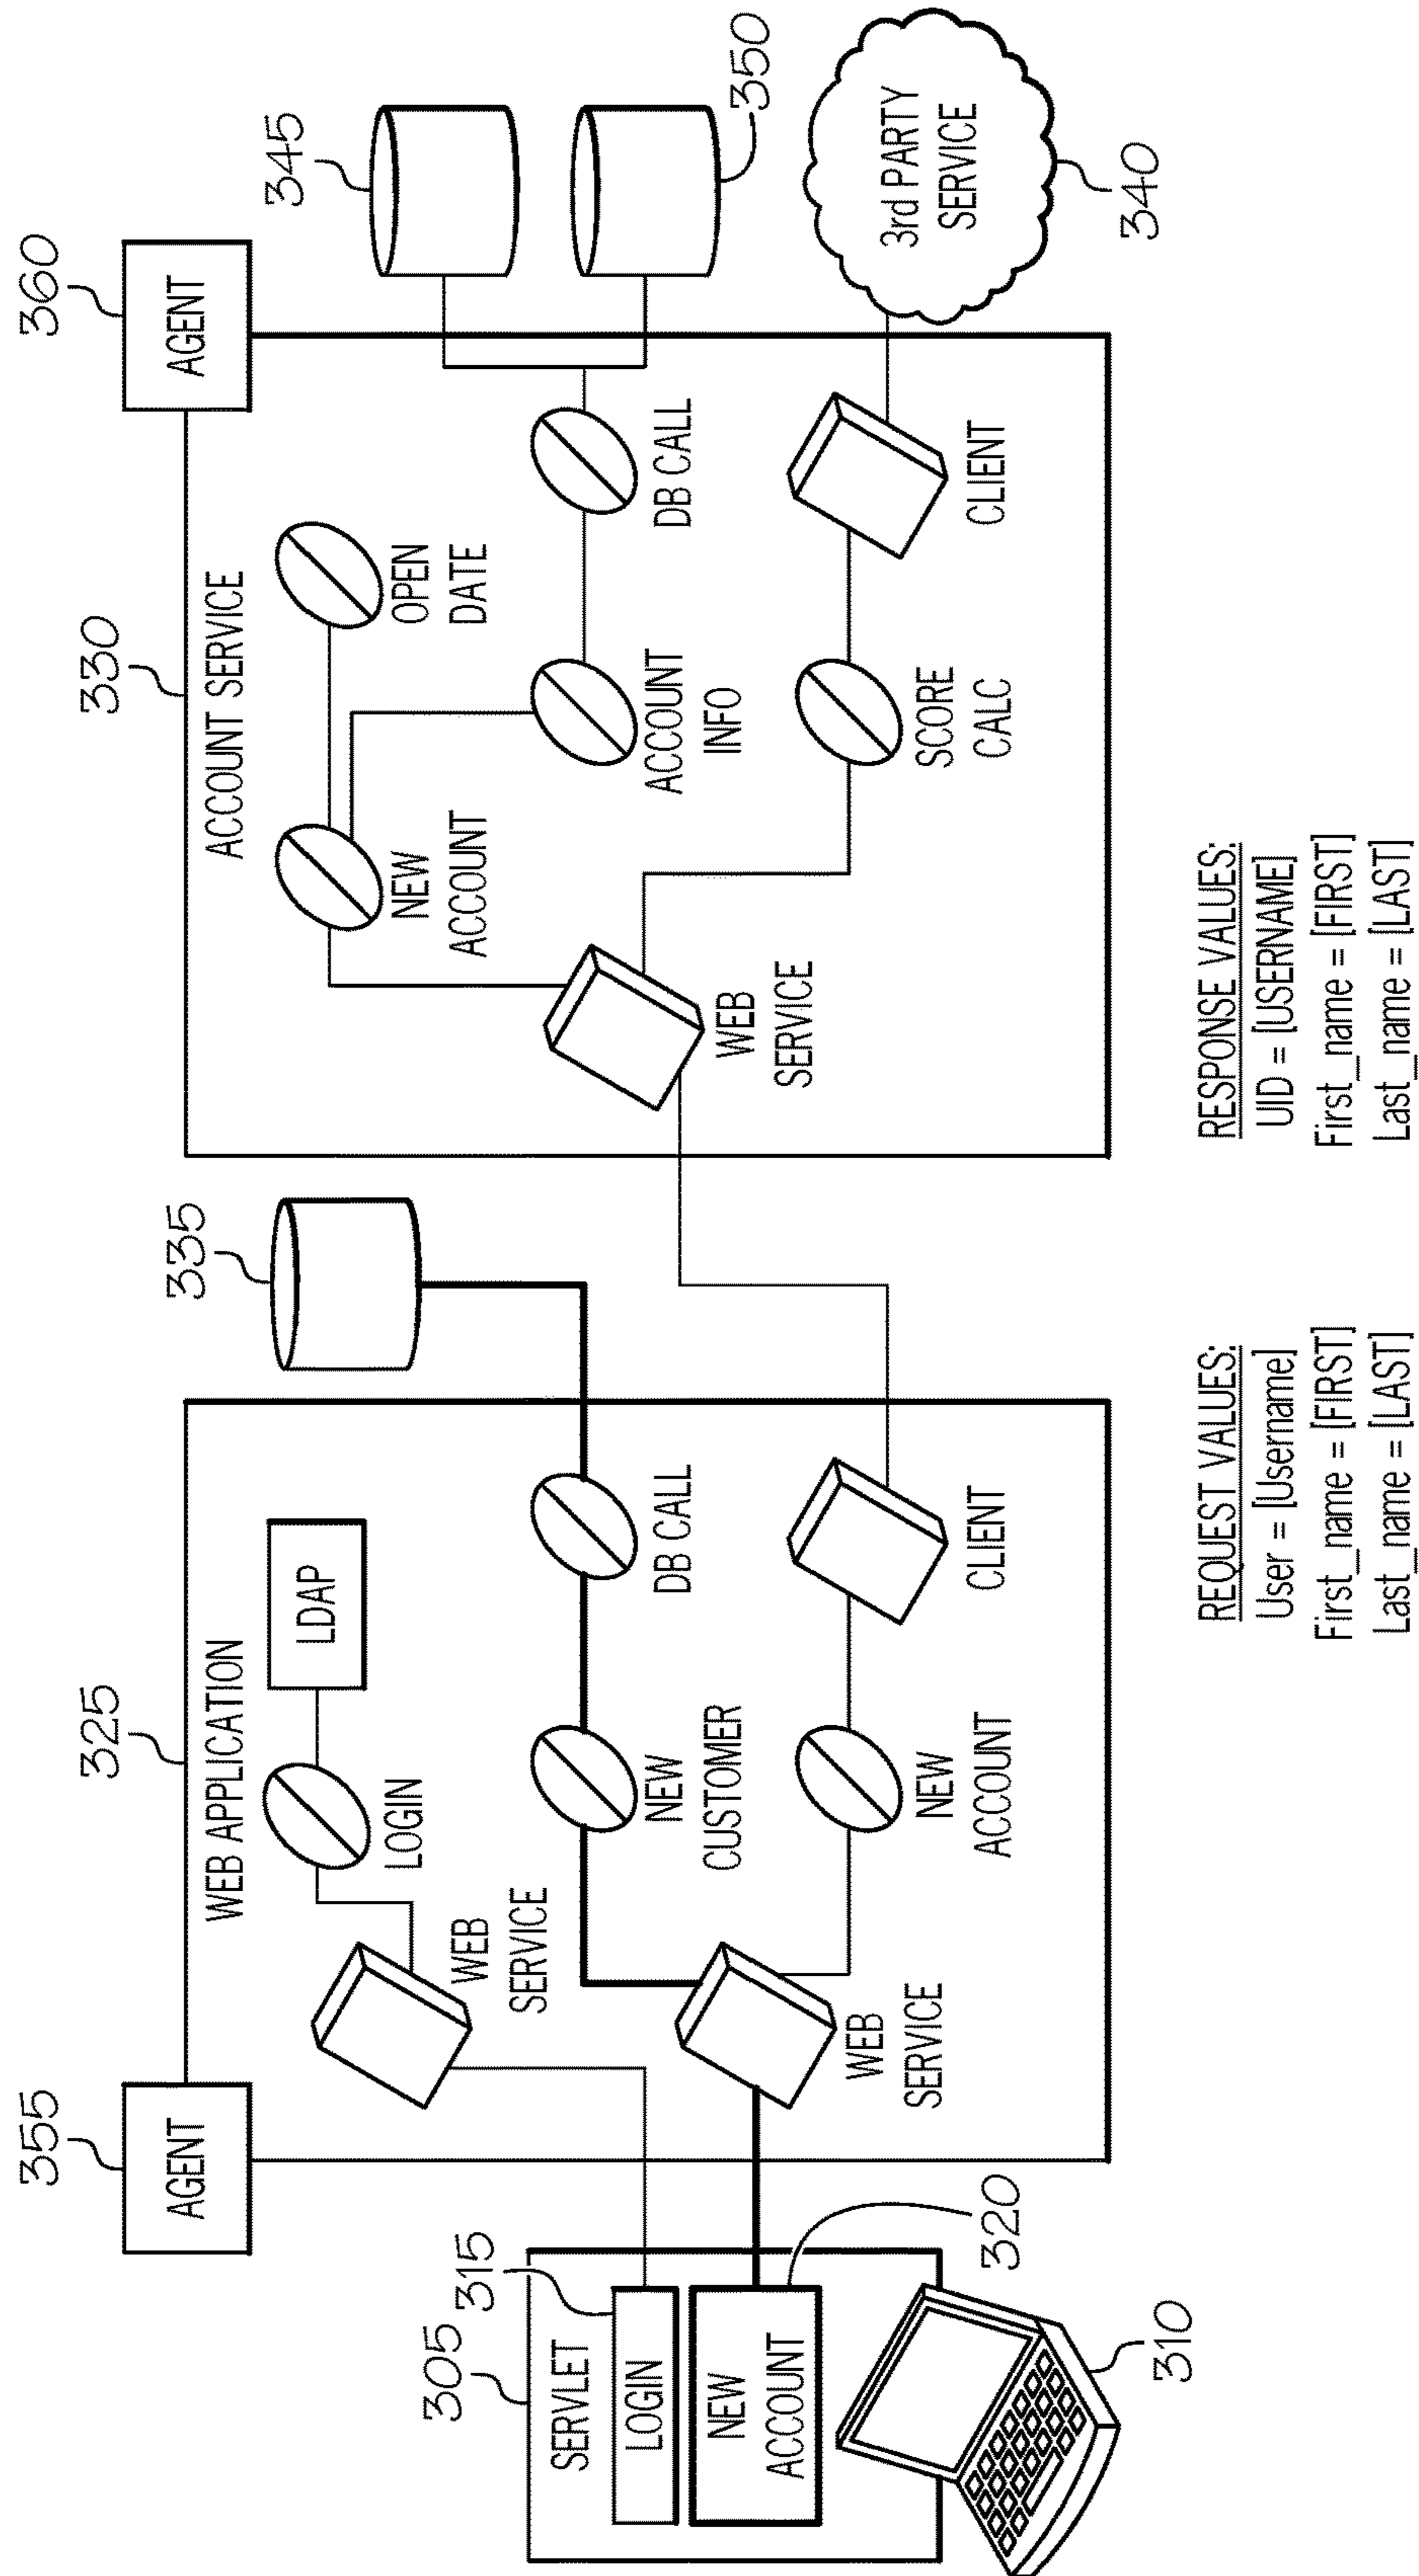 355
AGENT
325
WEB APPLICATION
LDAP
LOGIN
WEB
SERVICE
335
NEW
CUSTOMER
DB CALL
WEB
SERVICE
NEW
ACCOUNT
CLIENT
305
SERVLET
315
LOGIN
NEW
ACCOUNT
320
310
360
AGENT
330
ACCOUNT SERVICE
NEW
ACCOUNT
OPEN
DATE
ACCOUNT
INFO
DB CALL
WEB
SERVICE
SCORE
CALC
CLIENT
345
350
3rd PARTY
SERVICE
340
REQUEST VALUES:
User = [Username]
First_name = [FIRST]
Last_name = [LAST]
RESPONSE VALUES:
UID = [USERNAME]
First_name = [FIRST]
Last_name = [LAST]